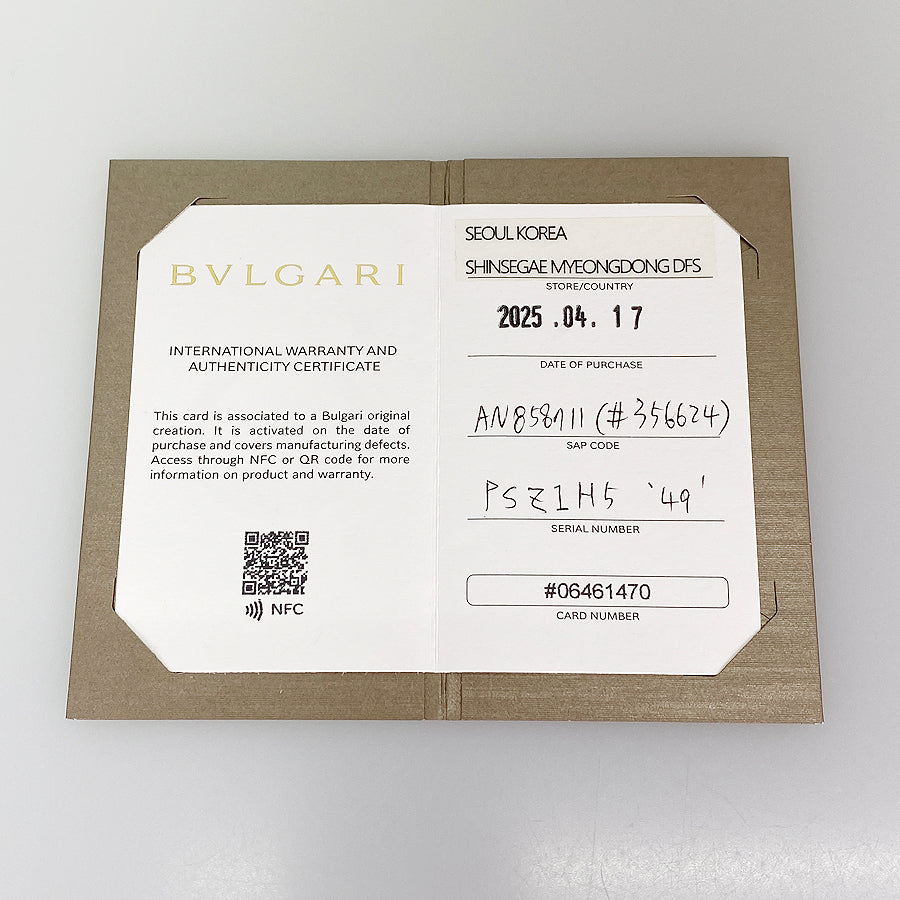 BVLGARI
INTERNATIONAL WARRANTY AND
AUTHENTICITY CERTIFICATE
This card is associated to a Bulgari original
creation. It is activated on the date of
purchase and covers manufacturing defects.
Access through NFC or QR code for more
information on product and warranty.
NFC
SEOUL KOREA
SHINSEGAE MYEONGDONG DFS
STORE/COUNTRY
2025 .04. 17
DATE OF PURCHASE
AN858711 (#356624)
SAP CODE
PSZ1H5 '49'
SERIAL NUMBER
#06461470
CARD NUMBER